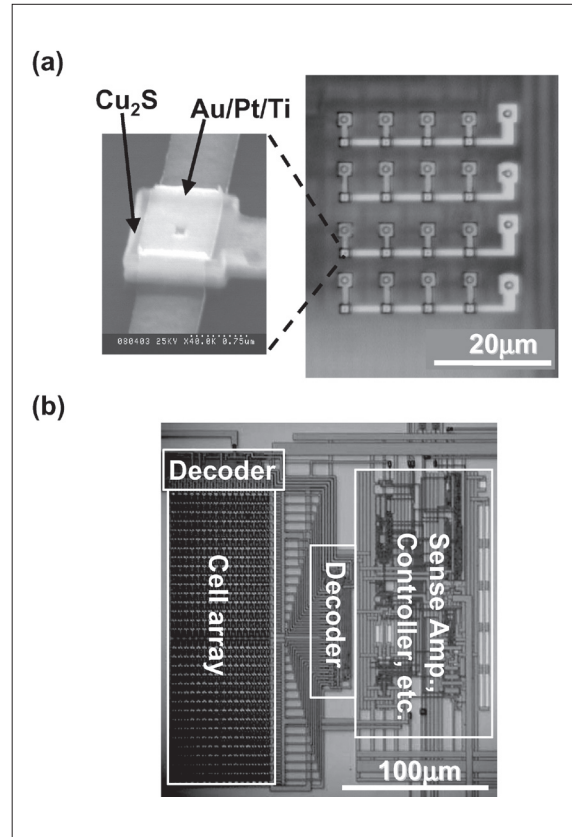 (a)
Cu₂S
Au/Pt/Ti
080403 25KV X40.0K 0.75um
20μm
(b)
Decoder
Cell array
Decoder
Sense Amp.,
Controller, etc.
100μm